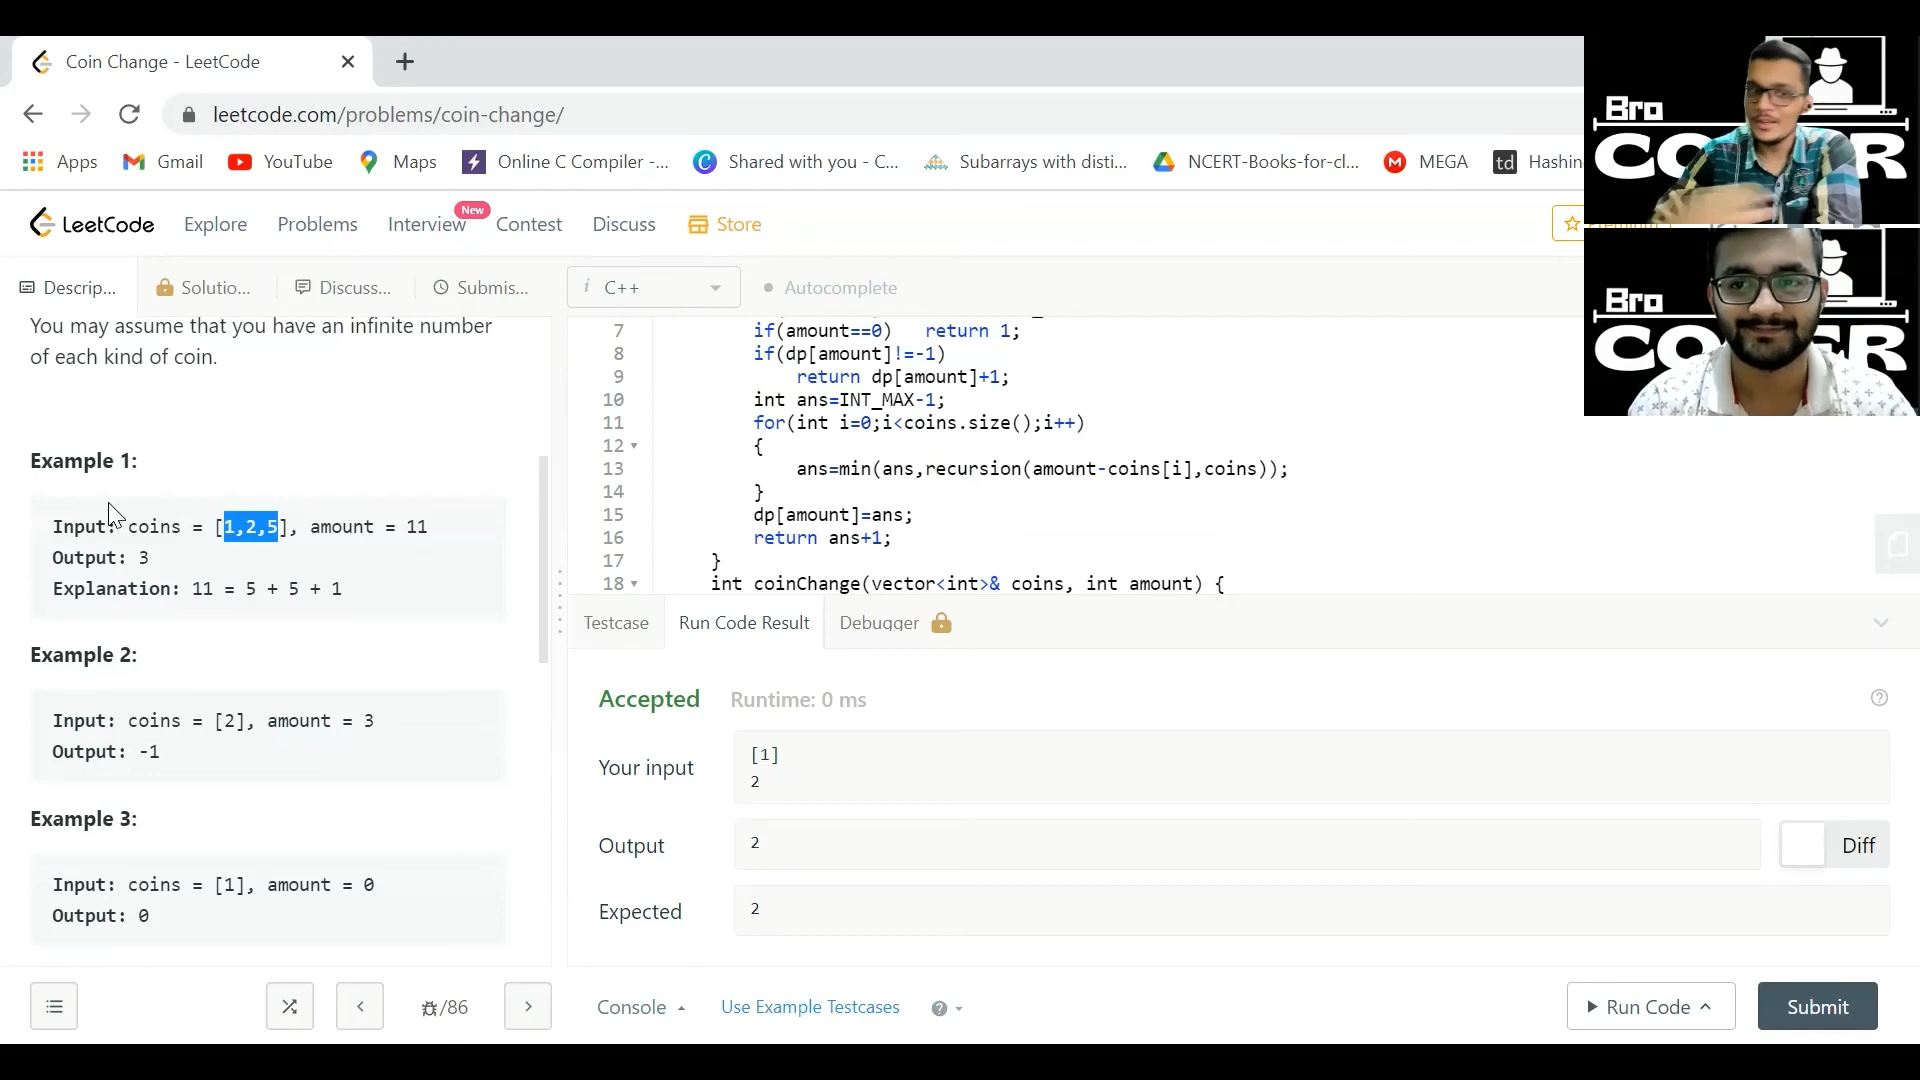 Coin Change - LeetCode
leetcode.com/problems/coin-change/
Apps Gmail YouTube Maps Online C Compiler -... Shared with you - C... Subarrays with disti... NCERT-Books-for-cl... MEGA td Hashin
LeetCode Explore Problems Interview New Contest Discuss Store
Descrip... Solutio... Discuss... Submis... i C++ Autocomplete
You may assume that you have an infinite number
of each kind of coin.
Example 1:
Input: coins = [1,2,5], amount = 11
Output: 3
Explanation: 11 = 5 + 5 + 1
Example 2:
Input: coins = [2], amount = 3
Output: -1
Example 3:
Input: coins = [1], amount = 0
Output: 0
7 if(amount==0) return 1;
8 if(dp[amount]!=-1)
9 return dp[amount]+1;
10 int ans=INT_MAX-1;
11 for(int i=0;i<coins.size();i++)
12 {
13 ans=min(ans,recursion(amount-coins[i],coins));
14 }
15 dp[amount]=ans;
16 return ans+1;
17 }
18 int coinChange(vector<int>& coins, int amount) {
Testcase Run Code Result Debugger
Accepted Runtime: 0 ms
Your input
[1]
2
Output 2 Diff
Expected 2
/86 Console Use Example Testcases Run Code Submit
Bro
Bro